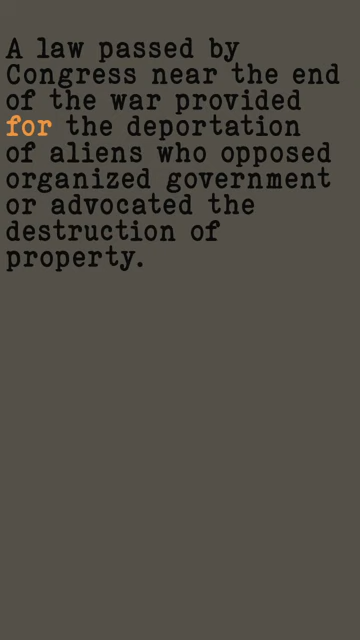 A law passed by
Congress near the end
of the war provided
for the deportation
of aliens who opposed
organized government
or advocated the
destruction of
property.